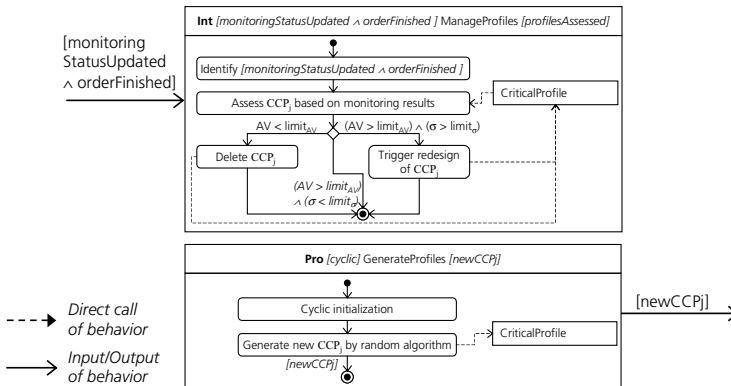 Int [monitoringStatusUpdated ∧ orderFinished ] ManageProfiles [profilesAssessed]
[monitoring
StatusUpdated
∧ orderFinished]
Identify [monitoringStatusUpdated ∧ orderFinished ]
Assess CCPj based on monitoring results
CriticalProfile
AV < limitAV
(AV > limitAV) ∧ (σ > limitσ)
Delete CCPj
Trigger redesign
of CCPj
(AV > limitAV)
∧ (σ < limitσ)
Pro [cyclic] GenerateProfiles [newCCPj]
Cyclic initialization
Generate new CCPj by random algorithm
CriticalProfile
[newCCPj]
[newCCPj]
Direct call
of behavior
Input/Output
of behavior